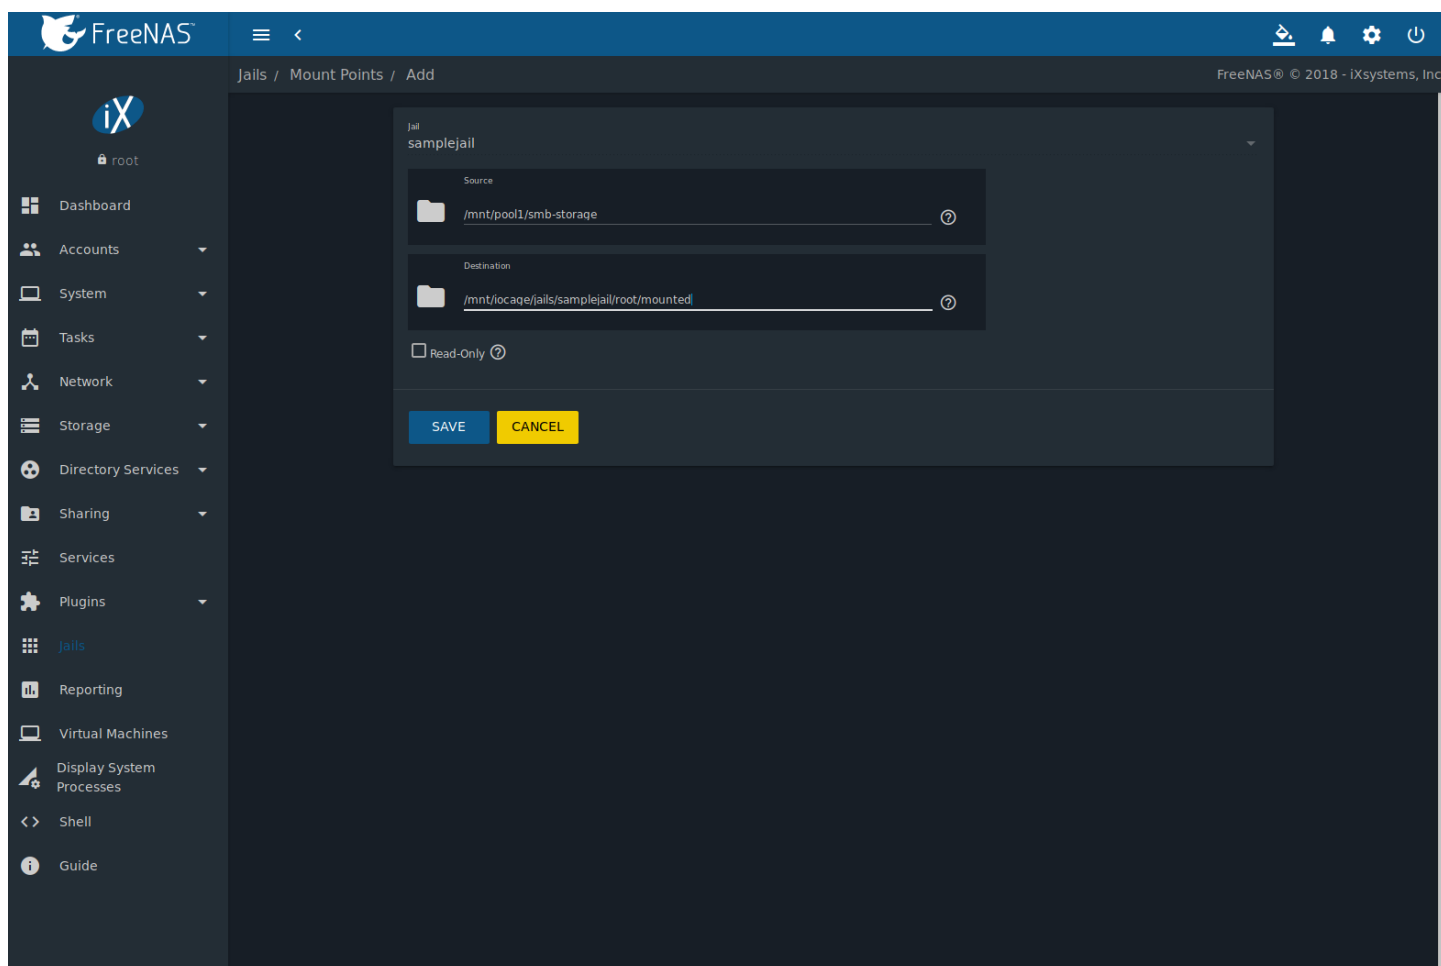 FreeNAS™
Jails / Mount Points / Add
FreeNAS® © 2018 - iXsystems, Inc
iX
root
Dashboard
Accounts
System
Tasks
Network
Storage
Directory Services
Sharing
Services
Plugins
Jails
Reporting
Virtual Machines
Display System
Processes
Shell
Guide
Jail
samplejail
Source
/mnt/pool1/smb-storage
Destination
/mnt/iocage/jails/samplejail/root/mounted
Read-Only
SAVE
CANCEL